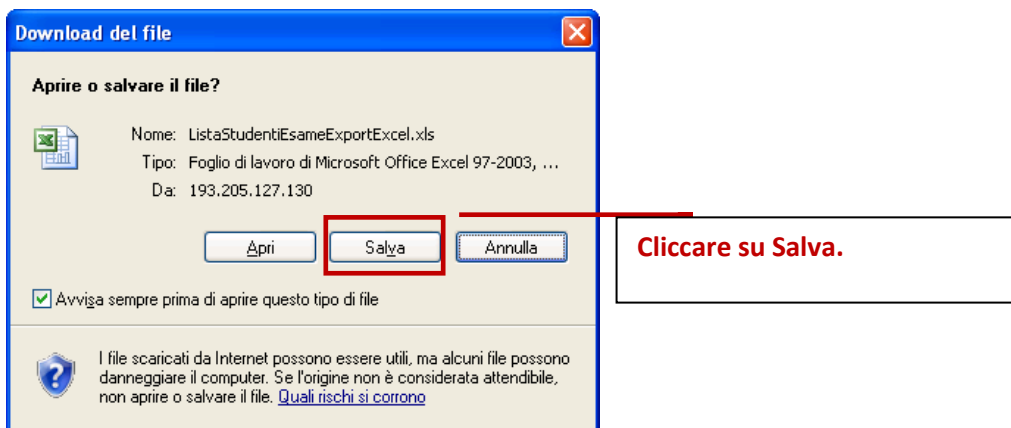 Download del file
Aprire o salvare il file?
Nome: ListaStudentiEsameExportExcel.xls
Tipo: Foglio di lavoro di Microsoft Office Excel 97-2003, ...
Da: 193.205.127.130
Apri Salva Annulla
Cliccare su Salva.
Avvisa sempre prima di aprire questo tipo di file
I file scaricati da Internet possono essere utili, ma alcuni file possono
danneggiare il computer. Se l'origine non è considerata attendibile,
non aprire o salvare il file. Quali rischi si corrono